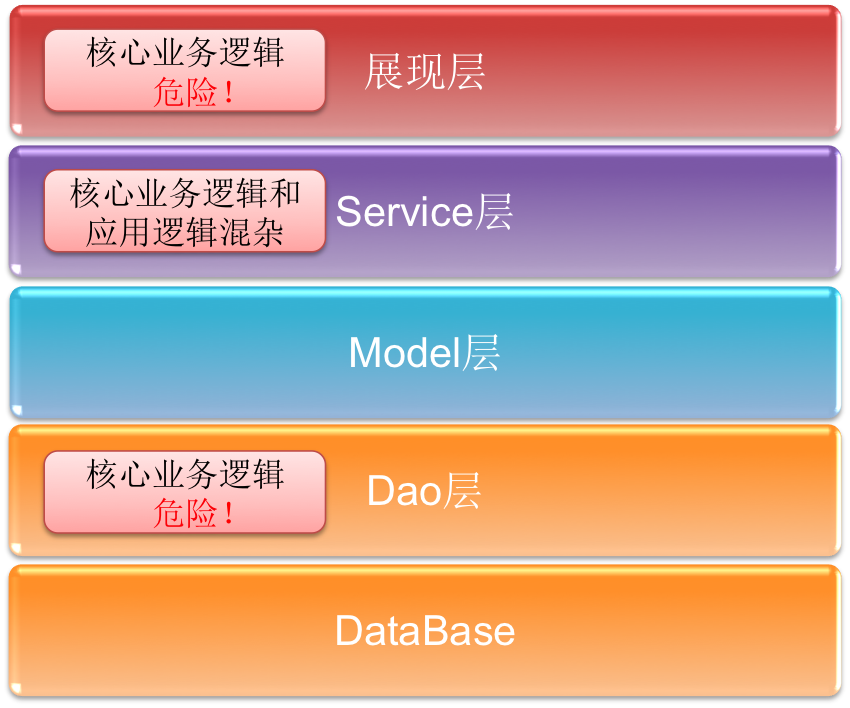 核心业务逻辑
危险！
展现层
核心业务逻辑和
应用逻辑混杂
Service层
Model层
核心业务逻辑
危险！
Dao层
DataBase